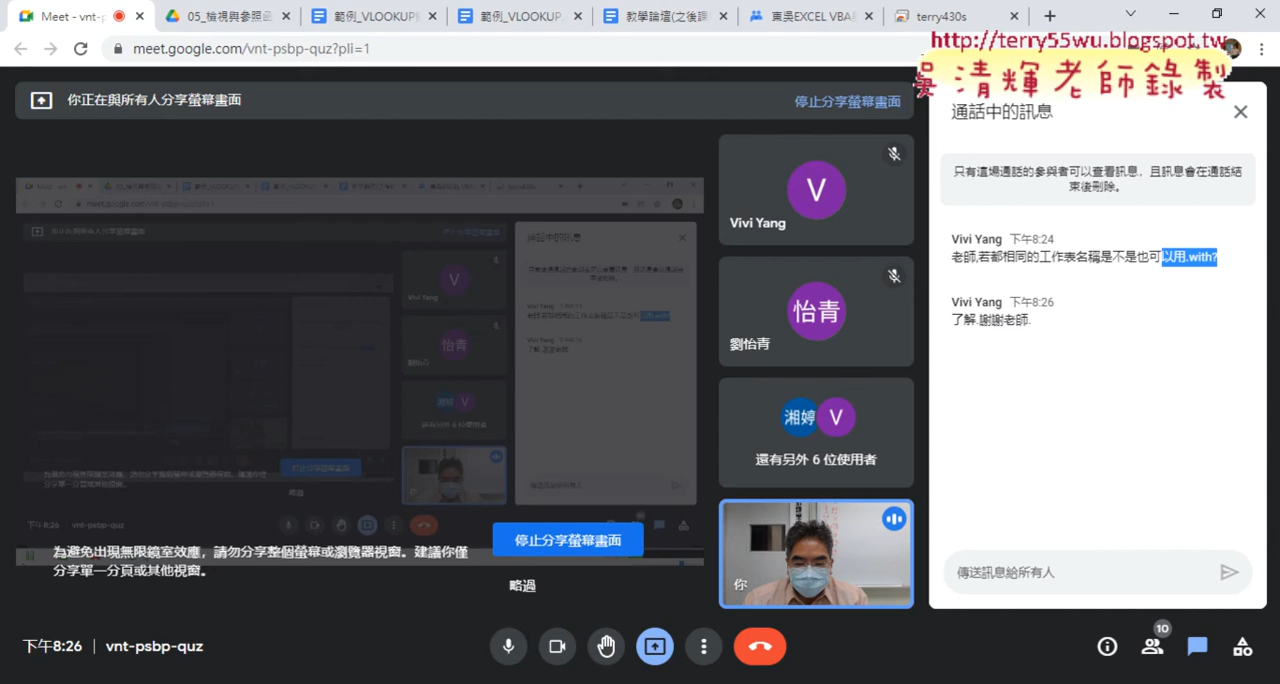 Meet - vnt-p
05_檢視與參照函
範例_VLOOKUP
範例_VLOOKUP.
教學論壇(之後課
東吳EXCEL VBA
terry430s
meet.google.com/vnt-psbp-quz?pli=1
http://terry55wu.blogspot.tw
吳清輝老師錄製
你正在與所有人分享螢幕畫面
停止分享螢幕畫面
通話中的訊息
只有這場通話的參與者可以查看訊息，且訊息會在通話結
束後刪除。
V
Vivi Yang
Vivi Yang 下午8:24
老師,若都相同的工作表名稱是不是也可以用.with?
怡青
劉怡青
Vivi Yang 下午8:26
了解.謝謝老師.
湘婷
V
還有另外 6 位使用者
你
為避免出現無限鏡室效應，請勿分享整個螢幕或瀏覽器視窗。建議你僅
分享單一分頁或其他視窗。
停止分享螢幕畫面
略過
傳送訊息給所有人
下午8:26 | vnt-psbp-quz
10